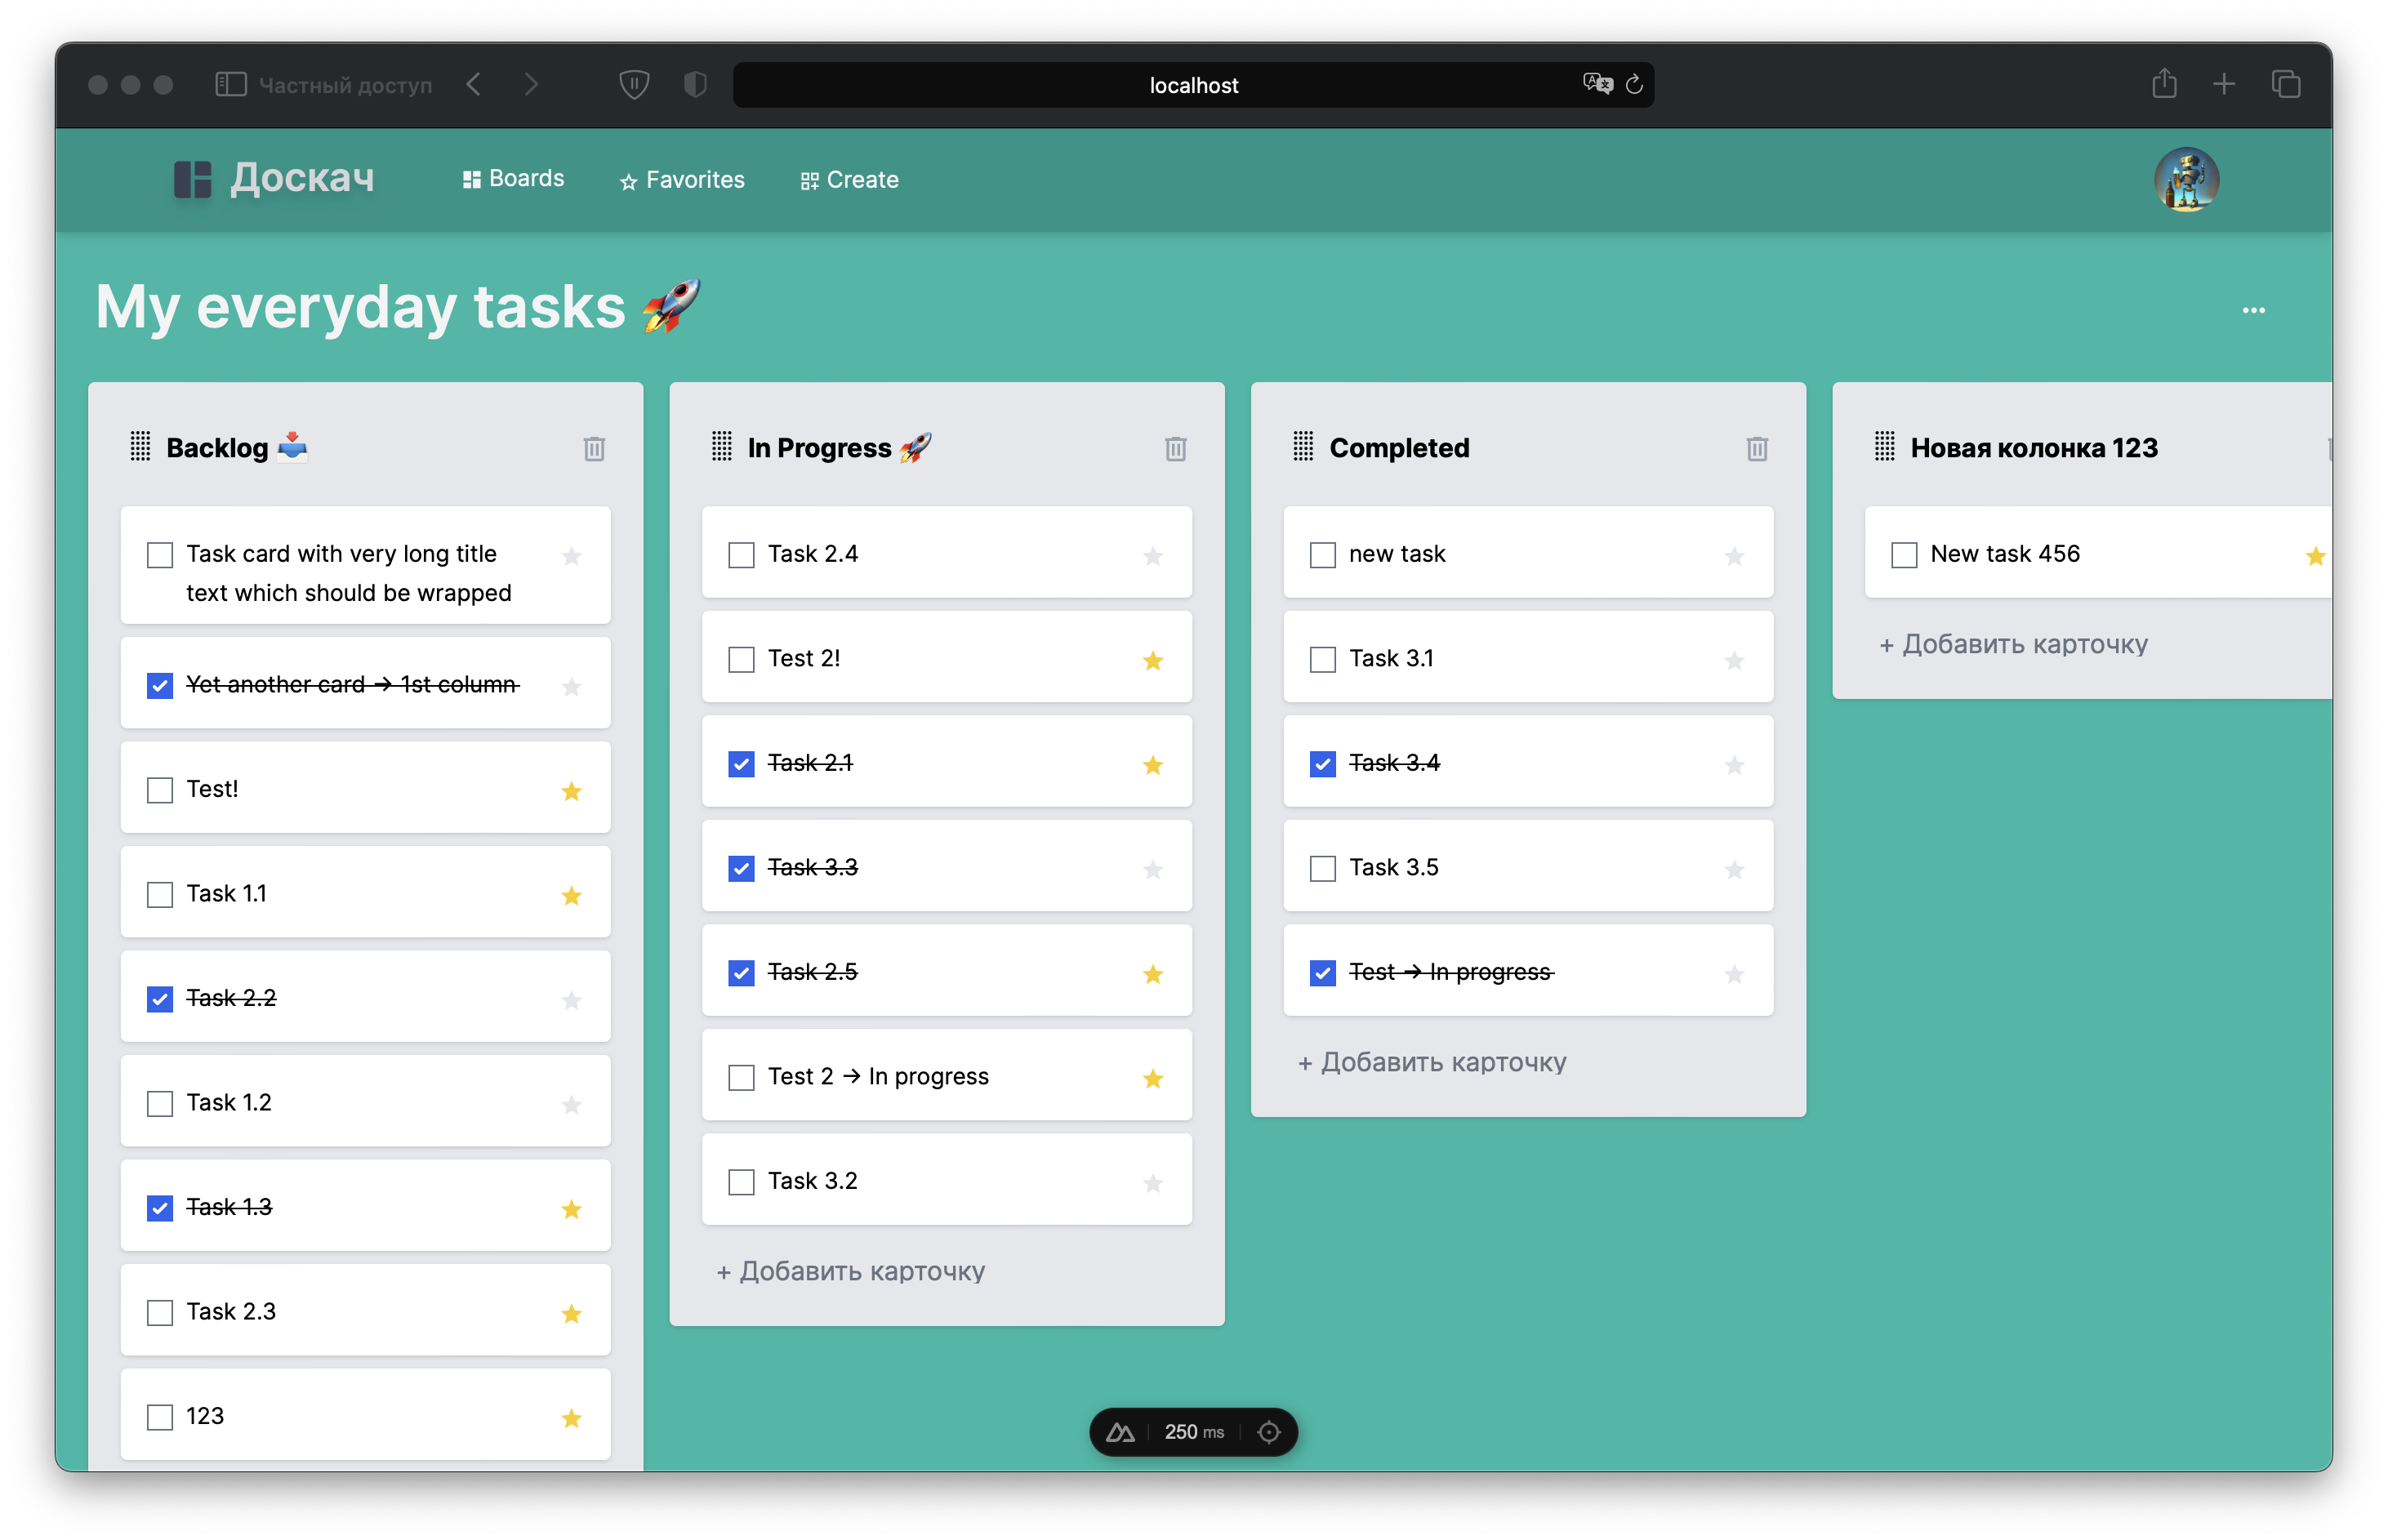 Частный доступ
localhost
Доскач
Boards
Favorites
Create
My everyday tasks 🚀
Backlog 📥
Task card with very long title
text which should be wrapped
Yet another card → 1st column
Test!
Task 1.1
Task 2.2
Task 1.2
Task 1.3
Task 2.3
123
In Progress 🚀
Task 2.4
Test 2!
Task 2.1
Task 3.3
Task 2.5
Test 2 → In progress
Task 3.2
+ Добавить карточку
Completed
new task
Task 3.1
Task 3.4
Task 3.5
Test → In progress
+ Добавить карточку
Новая колонка 123
New task 456
+ Добавить карточку
250 ms